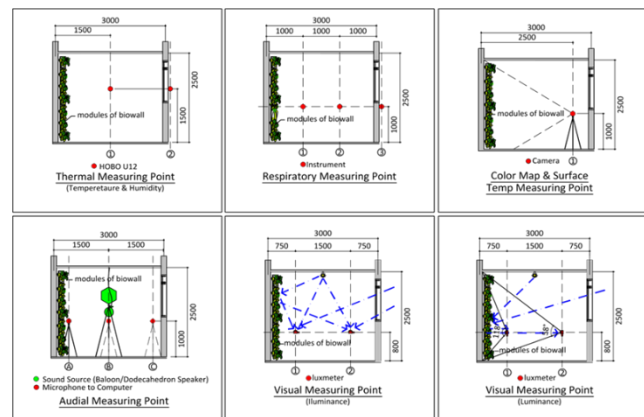 3000
1500
2500
1500
modules of biowall
① ②
HOBO U12
Thermal Measuring Point
(Temperetaure & Humidity)
3000
1000 1000 1000
2500
1000
modules of biowall
① ② ③
Instrument
Respiratory Measuring Point
3000
2500
2500
1000
modules of biowall
①
Camera
Color Map & Surface
Temp Measuring Point
3000
1500 1500
modules of biowall
2500
1000
Ⓐ Ⓑ Ⓒ
Sound Source (Baloon/Dodecahedron Speaker)
Microphone to Computer
Audial Measuring Point
3000
750 1500 750
2500
800
modules of biowall
① ②
luxmeter
Visual Measuring Point
(Iluminance)
3000
750 1500 750
2500
800
modules of biowall
① ②
luxmeter
Visual Measuring Point
(Luminance)